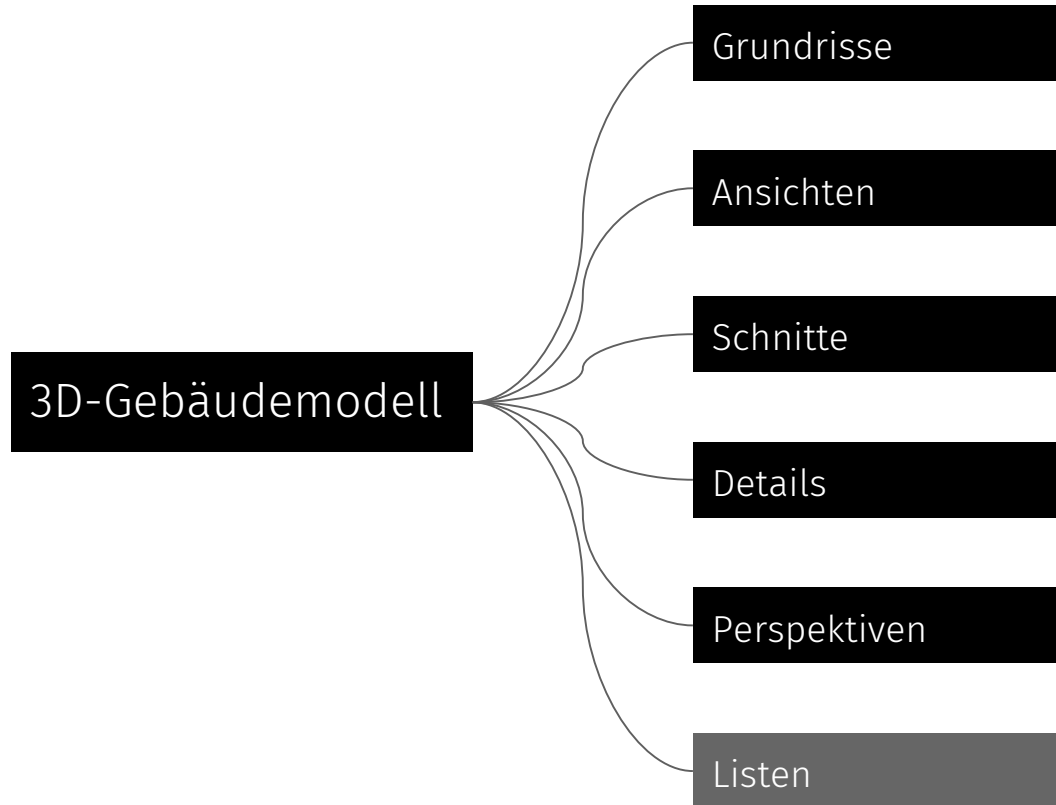 Grundrisse
Ansichten
Schnitte
3D-Gebäudemodell
Details
Perspektiven
Listen